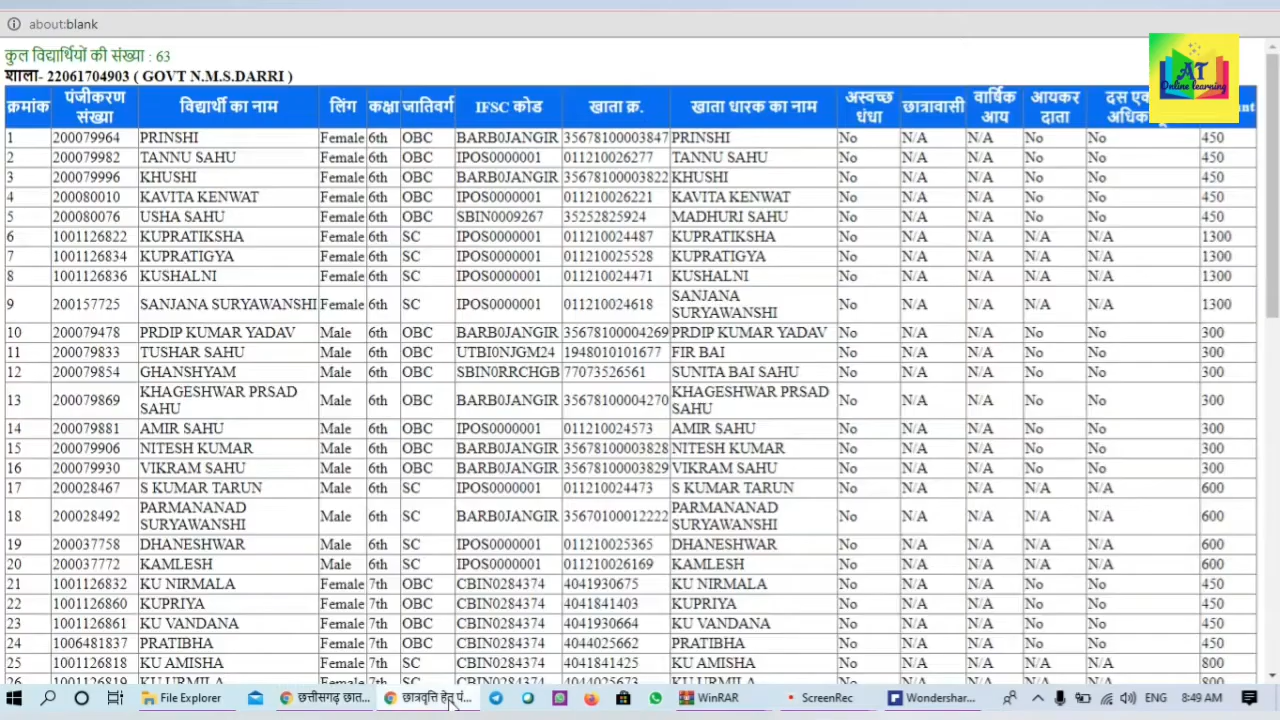 about:blank
कुल विद्यार्थियों की संख्या : 63
शाला- 22061704903 ( GOVT N.M.S.DARRI )
AT
Online learning
क्रमांक पंजीकरण संख्या विद्यार्थी का नाम लिंग कक्षा जातिवर्ग IFSC कोड खाता क्र. खाता धारक का नाम अस्वच्छ धंधा छात्रावासी वार्षिक आय आयकर दाता
1 200079964 PRINSHI Female 6th OBC BARB0JANGIR 35678100003847 PRINSHI No N/A N/A No No 450
2 200079982 TANNU SAHU Female 6th OBC IPOS0000001 011210026277 TANNU SAHU No N/A N/A No No 450
3 200079996 KHUSHI Female 6th OBC BARB0JANGIR 35678100003822 KHUSHI No N/A N/A No No 450
4 200080010 KAVITA KENWAT Female 6th OBC IPOS0000001 011210026221 KAVITA KENWAT No N/A N/A No No 450
5 200080076 USHA SAHU Female 6th OBC SBIN0009267 35252825924 MADHURI SAHU No N/A N/A No No 450
6 1001126822 KUPRATIKSHA Female 6th SC IPOS0000001 011210024487 KUPRATIKSHA No N/A N/A N/A N/A 1300
7 1001126834 KUPRATIGYA Female 6th SC IPOS0000001 011210025528 KUPRATIGYA No N/A N/A N/A N/A 1300
8 1001126836 KUSHALNI Female 6th SC IPOS0000001 011210024471 KUSHALNI No N/A N/A N/A N/A 1300
9 200157725 SANJANA SURYAWANSHI Female 6th SC IPOS0000001 011210024618 SANJANA SURYAWANSHI No N/A N/A N/A N/A 1300
10 200079478 PRDIP KUMAR YADAV Male 6th OBC BARB0JANGIR 35678100004269 PRDIP KUMAR YADAV No N/A N/A No No 300
11 200079833 TUSHAR SAHU Male 6th OBC UTBI0NJGM24 1948010101677 FIR BAI No N/A N/A No No 300
12 200079854 GHANSHYAM Male 6th OBC SBIN0RRCHGB 77073526561 SUNITA BAI SAHU No N/A N/A No No 300
13 200079869 KHAGESHWAR PRSAD SAHU Male 6th OBC BARB0JANGIR 35678100004270 KHAGESHWAR PRSAD SAHU No N/A N/A No No 300
14 200079881 AMIR SAHU Male 6th OBC IPOS0000001 011210024573 AMIR SAHU No N/A N/A No No 300
15 200079906 NITESH KUMAR Male 6th OBC BARB0JANGIR 35678100003828 NITESH KUMAR No N/A N/A No No 300
16 200079930 VIKRAM SAHU Male 6th OBC BARB0JANGIR 35678100003829 VIKRAM SAHU No N/A N/A No No 300
17 200028467 S KUMAR TARUN Male 6th SC IPOS0000001 011210024473 S KUMAR TARUN No N/A N/A N/A N/A 600
18 200028492 PARMANANAD SURYAWANSHI Male 6th SC BARB0JANGIR 35670100012222 PARMANANAD SURYAWANSHI No N/A N/A N/A N/A 600
19 200037758 DHANESHWAR Male 6th SC IPOS0000001 011210025365 DHANESHWAR No N/A N/A N/A N/A 600
20 200037772 KAMLESH Male 6th SC IPOS0000001 011210026169 KAMLESH No N/A N/A N/A N/A 600
21 1001126832 KU NIRMALA Female 7th OBC CBIN0284374 4041930675 KU NIRMALA No N/A N/A No No 450
22 1001126860 KUPRIYA Female 7th OBC CBIN0284374 4041841403 KUPRIYA No N/A N/A No No 450
23 1001126861 KU VANDANA Female 7th OBC CBIN0284374 4041930664 KU VANDANA No N/A N/A No No 450
24 1006481837 PRATIBHA Female 7th OBC CBIN0284374 4044025662 PRATIBHA No N/A N/A No No 450
25 1001126818 KU AMISHA Female 7th SC CBIN0284374 4041841425 KU AMISHA No N/A N/A N/A N/A 800
File Explorer छत्तीसगढ़ छात... छात्रवृत्ति हेतु पं... WinRAR ScreenRec Wondershar... ENG 8:49 AM